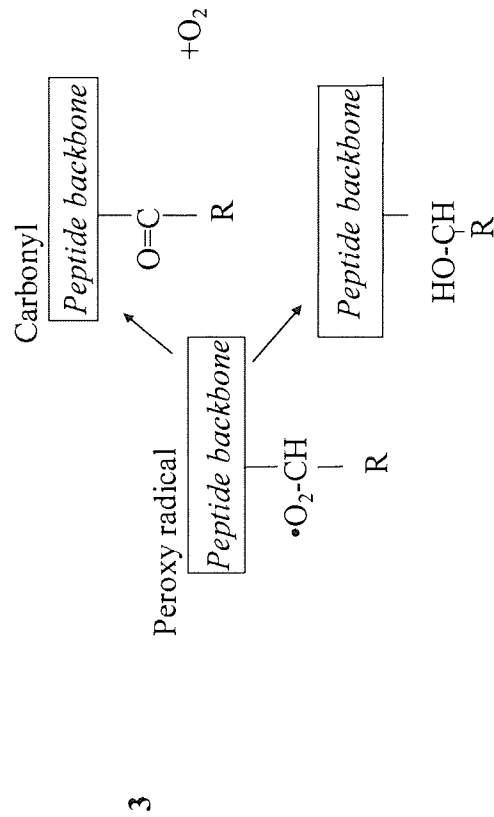 3
Peroxy radical
Peptide backbone
•O₂-CH
R
Carbonyl
Peptide backbone
O=C
R
+O₂
Peptide backbone
HO-CH
R